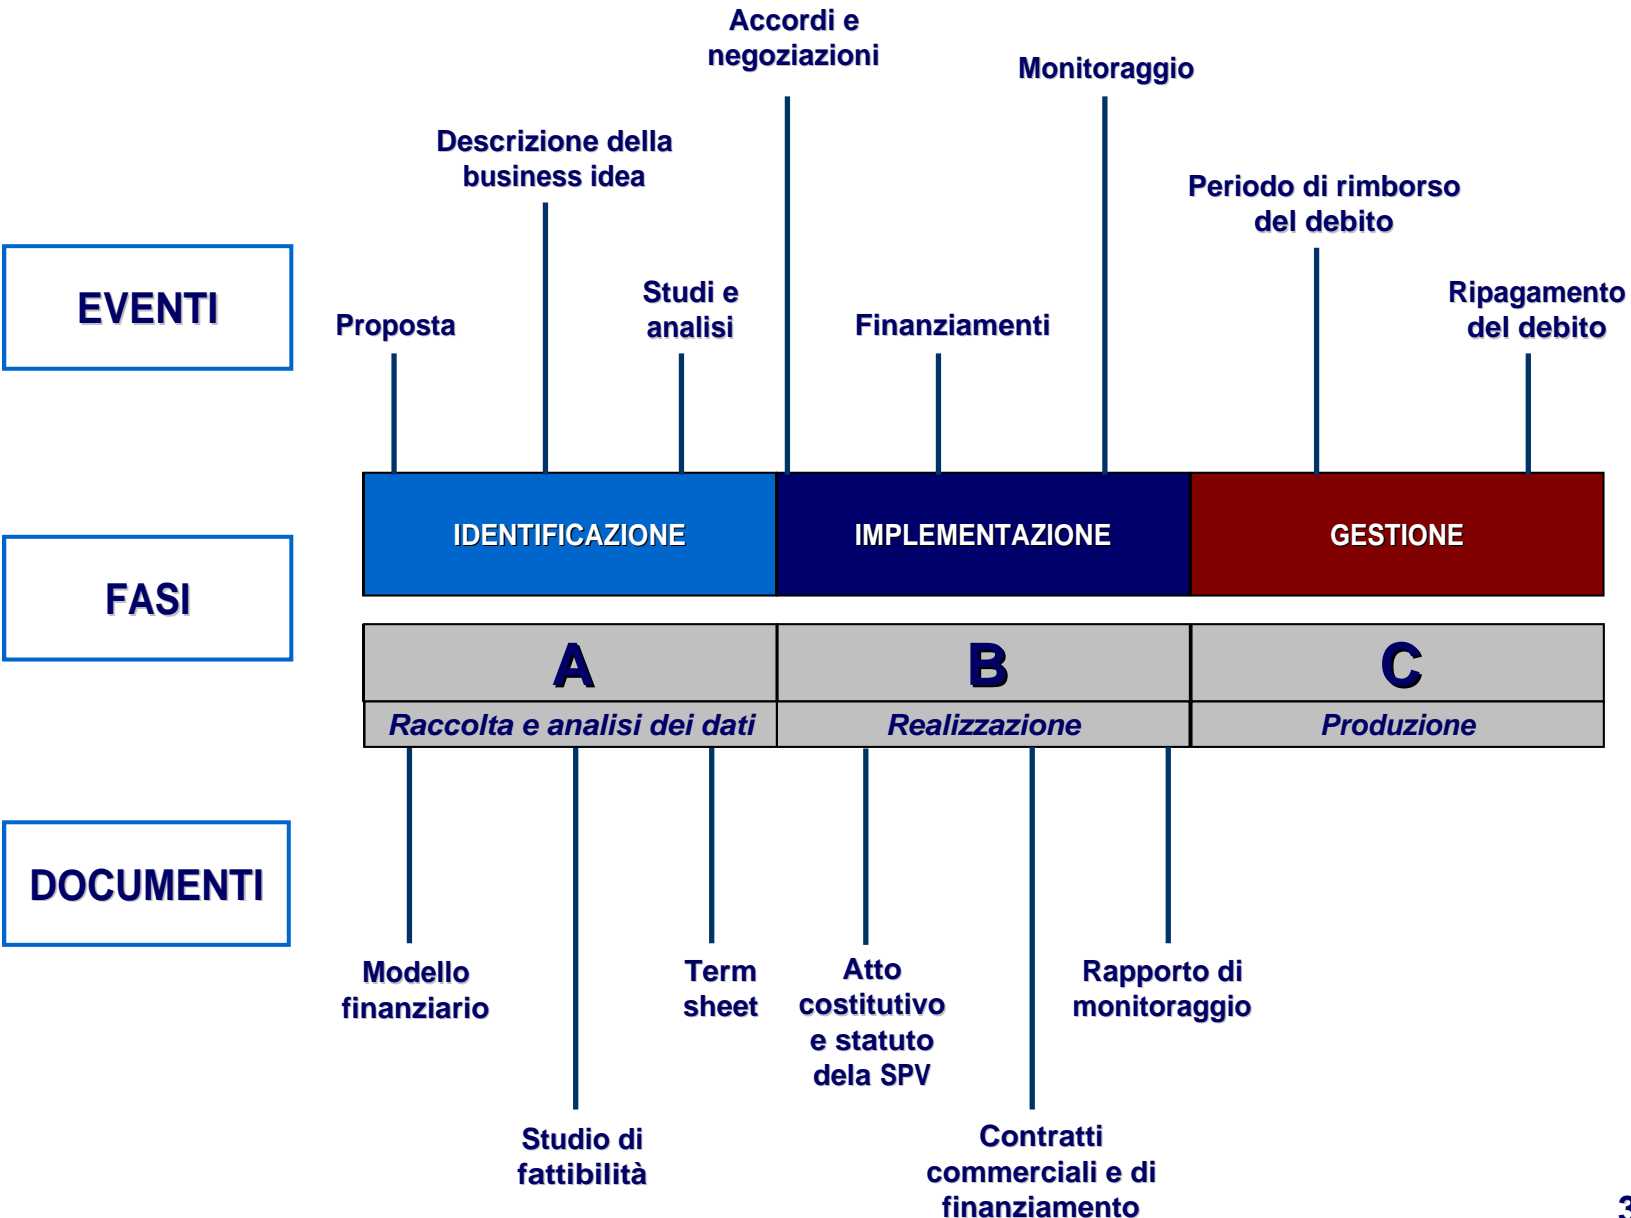 Accordi e
negoziazioni
Monitoraggio
Descrizione della
business idea
Periodo di rimborso
del debito
EVENTI
Proposta
Studi e
analisi
Finanziamenti
Ripagamento
del debito
FASI
IDENTIFICAZIONE
IMPLEMENTAZIONE
GESTIONE
A
B
C
Raccolta e analisi dei dati
Realizzazione
Produzione
DOCUMENTI
Modello
finanziario
Term
sheet
Atto
costitutivo
e statuto
dela SPV
Rapporto di
monitoraggio
Studio di
fattibilità
Contratti
commerciali e di
finanziamento
3